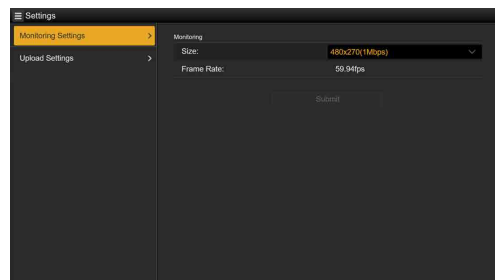 Settings
Monitoring Settings
Upload Settings
Monitoring
Size: 480x270(1Mbps)
Frame Rate: 59.94fps
Submit